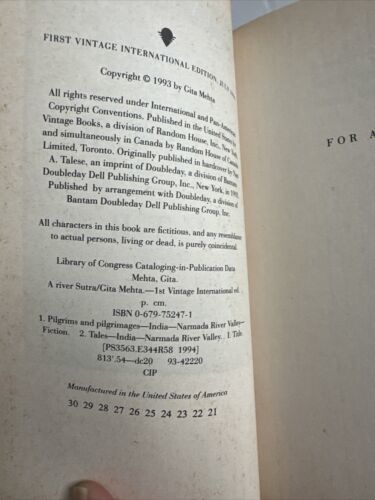 FIRST VINTAGE INTERNATIONAL EDITION, JULY
Copyright © 1993 by Gita Mehta
All rights reserved under International and Pan-American
Copyright Conventions. Published in the United States by
Vintage Books, a division of Random House, Inc., New York,
and simultaneously in Canada by Random House of Canada
Limited, Toronto. Originally published in hardcover by Nan
A. Talese, an imprint of Doubleday, a division of Bantam
Doubleday Dell Publishing Group, Inc., New York, in 1993.
Published by arrangement with Doubleday, a division of
Bantam Doubleday Dell Publishing Group, Inc.
All characters in this book are fictitious, and any resemblance
to actual persons, living or dead, is purely coincidental.
Library of Congress Cataloging-in-Publication Data
Mehta, Gita.
A river Sutra/Gita Mehta.—1st Vintage International ed.
p. cm.
ISBN 0-679-75247-1
1. Pilgrims and pilgrimages—India—Narmada River Valley—
Fiction. 2. Tales—India—Narmada River Valley. I. Title.
[PS3563.E344R58 1994]
813'.54—dc20 93-42220
CIP
Manufactured in the United States of America
30 29 28 27 26 25 24 23 22 21
FOR A